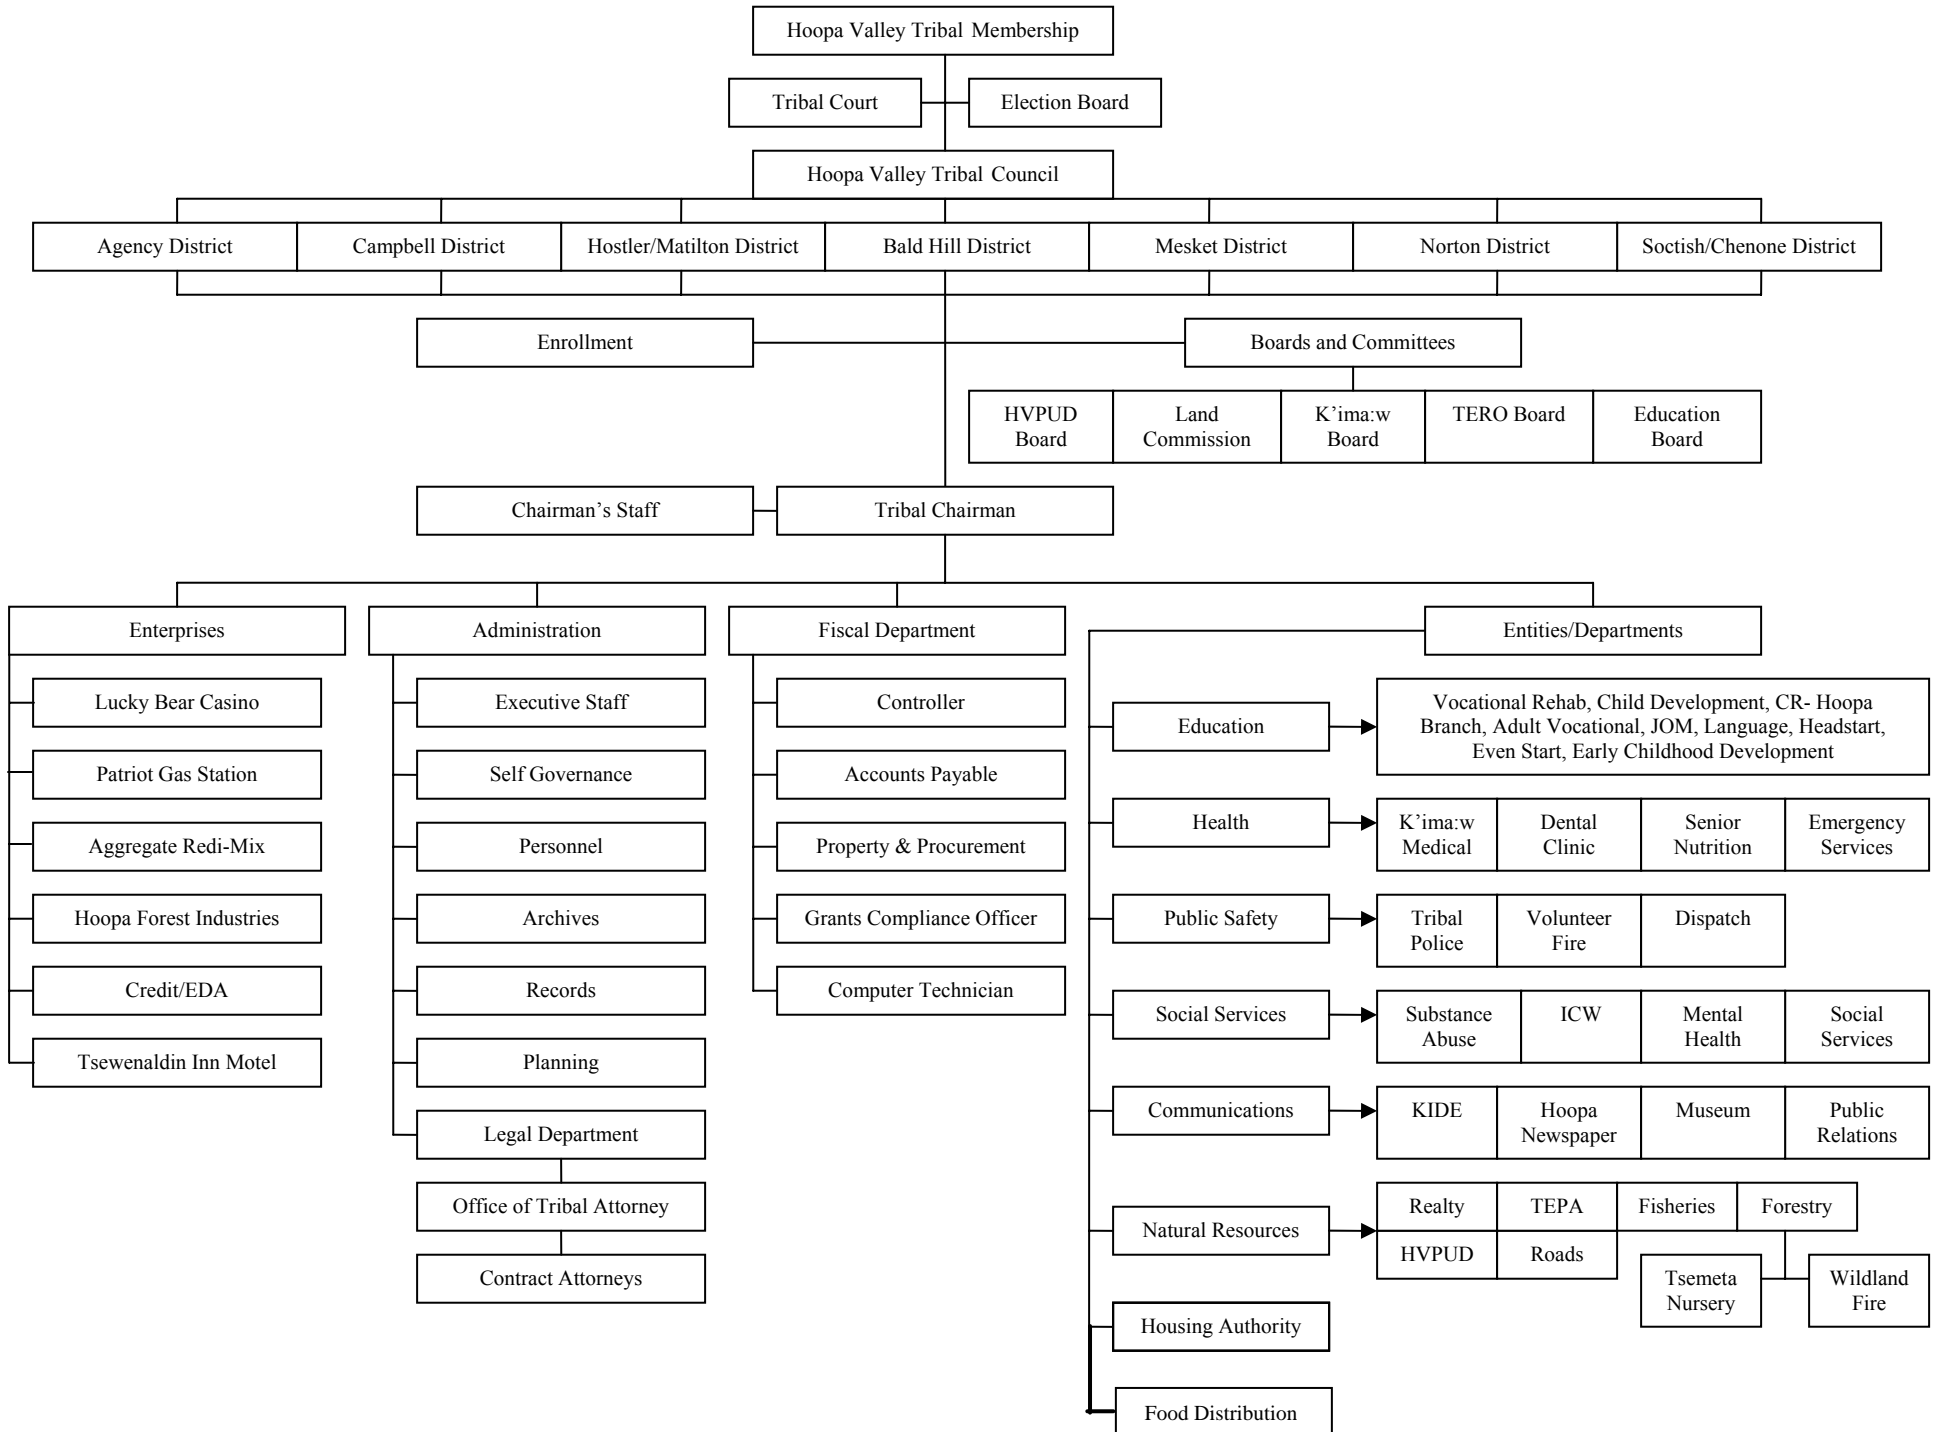 Hoopa Valley Tribal Membership
Tribal Court
Election Board
Hoopa Valley Tribal Council
Agency District
Campbell District
Hostler/Matilton District
Bald Hill District
Mesket District
Norton District
Soctish/Chenone District
Enrollment
Boards and Committees
HVPUD
Board
Land
Commission
K’ima:w
Board
TERO Board
Education
Board
Chairman’s Staff
Tribal Chairman
Enterprises
Lucky Bear Casino
Patriot Gas Station
Aggregate Redi-Mix
Hoopa Forest Industries
Credit/EDA
Tsewenaldin Inn Motel
Administration
Executive Staff
Self Governance
Personnel
Archives
Records
Planning
Legal Department
Office of Tribal Attorney
Contract Attorneys
Fiscal Department
Controller
Accounts Payable
Property & Procurement
Grants Compliance Officer
Computer Technician
Entities/Departments
Education
Vocational Rehab, Child Development, CR- Hoopa
Branch, Adult Vocational, JOM, Language, Headstart,
Even Start, Early Childhood Development
Health
K’ima:w
Medical
Dental
Clinic
Senior
Nutrition
Emergency
Services
Public Safety
Tribal
Police
Volunteer
Fire
Dispatch
Social Services
Substance
Abuse
ICW
Mental
Health
Social
Services
Communications
KIDE
Hoopa
Newspaper
Museum
Public
Relations
Natural Resources
Realty
TEPA
Fisheries
Forestry
HVPUD
Roads
Tsemeta
Nursery
Wildland
Fire
Housing Authority
Food Distribution